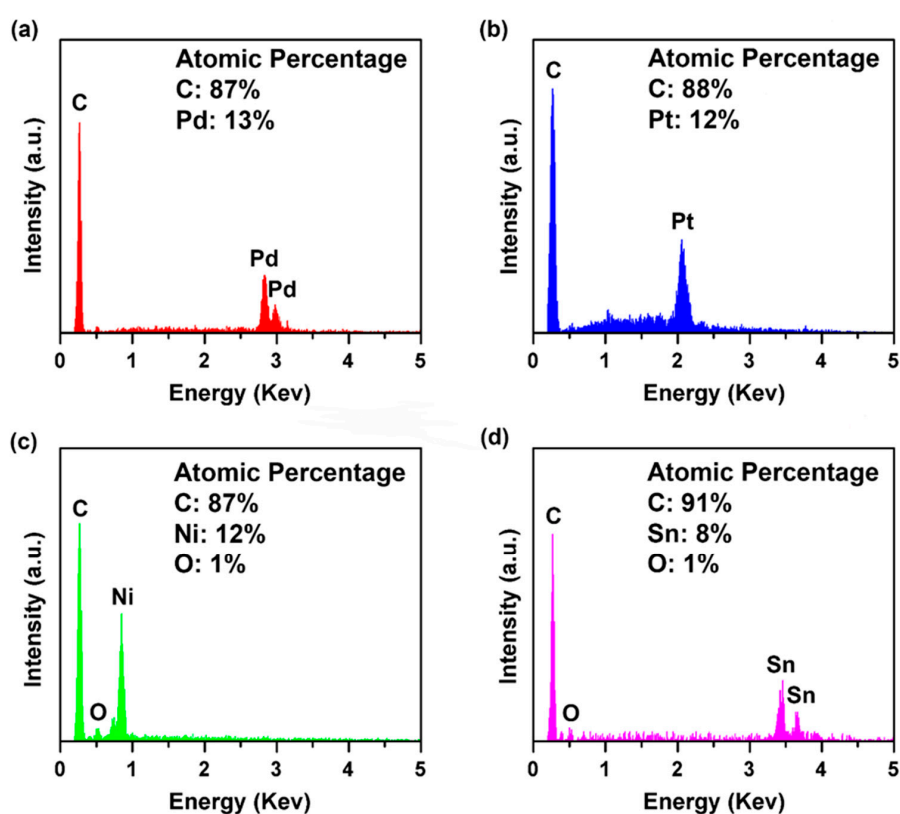 (a)
Atomic Percentage
C: 87%
Pd: 13%
C
Pd
Pd
Intensity (a.u.)
0 1 2 3 4 5
Energy (Kev)
(b)
Atomic Percentage
C: 88%
Pt: 12%
C
Pt
Intensity (a.u.)
0 1 2 3 4 5
Energy (Kev)
(c)
Atomic Percentage
C: 87%
Ni: 12%
O: 1%
C
Ni
O
Intensity (a.u.)
0 1 2 3 4 5
Energy (Kev)
(d)
Atomic Percentage
C: 91%
Sn: 8%
O: 1%
C
Sn
Sn
O
Intensity (a.u.)
0 1 2 3 4 5
Energy (Kev)